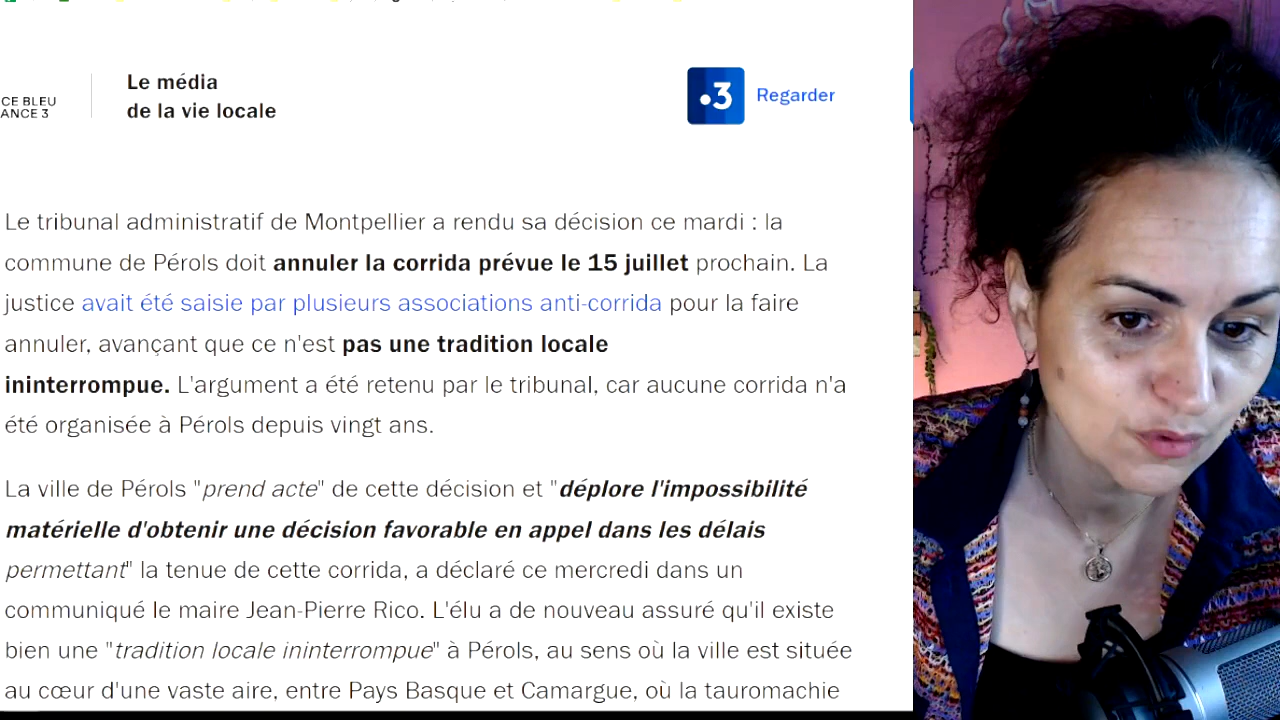 CE BLEU
ANCE 3
Le média
de la vie locale
.3
Regarder
Le tribunal administratif de Montpellier a rendu sa décision ce mardi : la
commune de Pérols doit annuler la corrida prévue le 15 juillet prochain. La
justice avait été saisie par plusieurs associations anti-corrida pour la faire
annuler, avançant que ce n'est pas une tradition locale
ininterrompue. L'argument a été retenu par le tribunal, car aucune corrida n'a
été organisée à Pérols depuis vingt ans.
La ville de Pérols "prend acte" de cette décision et "déplore l'impossibilité
matérielle d'obtenir une décision favorable en appel dans les délais
permettant" la tenue de cette corrida, a déclaré ce mercredi dans un
communiqué le maire Jean-Pierre Rico. L'élu a de nouveau assuré qu'il existe
bien une "tradition locale ininterrompue" à Pérols, au sens où la ville est située
au cœur d'une vaste aire, entre Pays Basque et Camargue, où la tauromachie